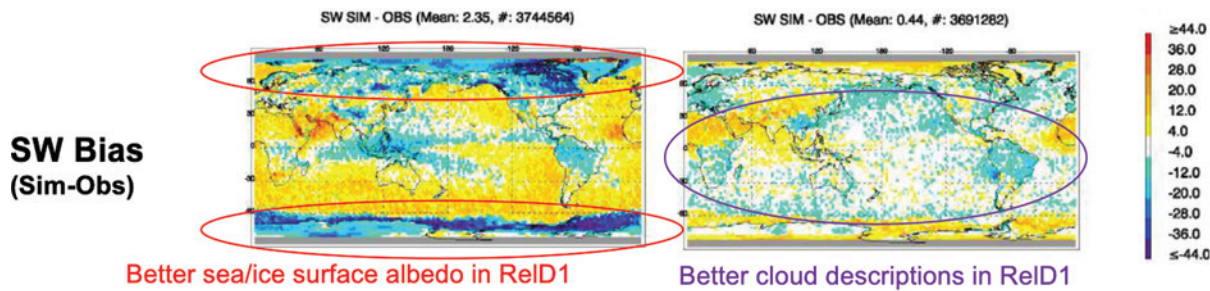 SW SIM - OBS (Mean: 2.35, #: 3744564)
SW SIM - OBS (Mean: 0.44, #: 3691282)
SW Bias
(Sim-Obs)
≥44.0
36.0
28.0
20.0
12.0
4.0
-4.0
-12.0
-20.0
-28.0
-36.0
≤-44.0
Better sea/ice surface albedo in RelD1
Better cloud descriptions in RelD1